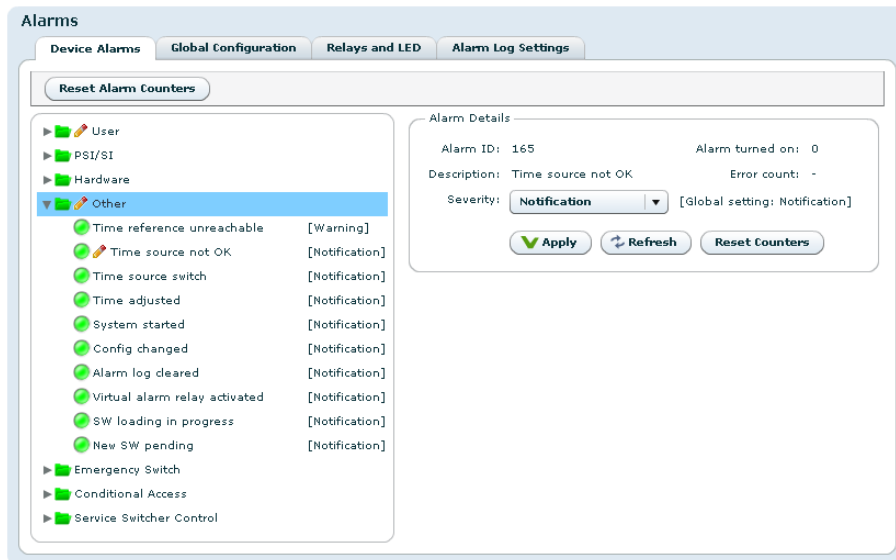 Alarms
Device Alarms Global Configuration Relays and LED Alarm Log Settings
Reset Alarm Counters
User
PSI/SI
Hardware
Other
Time reference unreachable [Warning]
Time source not OK [Notification]
Time source switch [Notification]
Time adjusted [Notification]
System started [Notification]
Config changed [Notification]
Alarm log cleared [Notification]
Virtual alarm relay activated [Notification]
SW loading in progress [Notification]
New SW pending [Notification]
Emergency Switch
Conditional Access
Service Switcher Control
Alarm Details
Alarm ID: 165 Alarm turned on: 0
Description: Time source not OK Error count: -
Severity: Notification [Global setting: Notification]
Apply Refresh Reset Counters